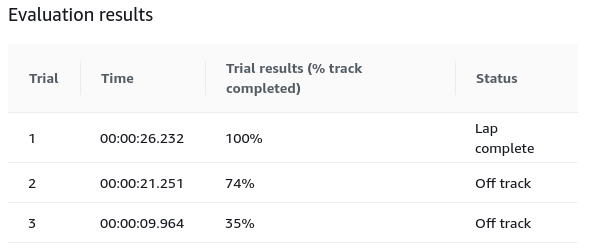 Evaluation results
Trial Time Trial results (% track completed) Status
1 00:00:26.232 100% Lap complete
2 00:00:21.251 74% Off track
3 00:00:09.964 35% Off track